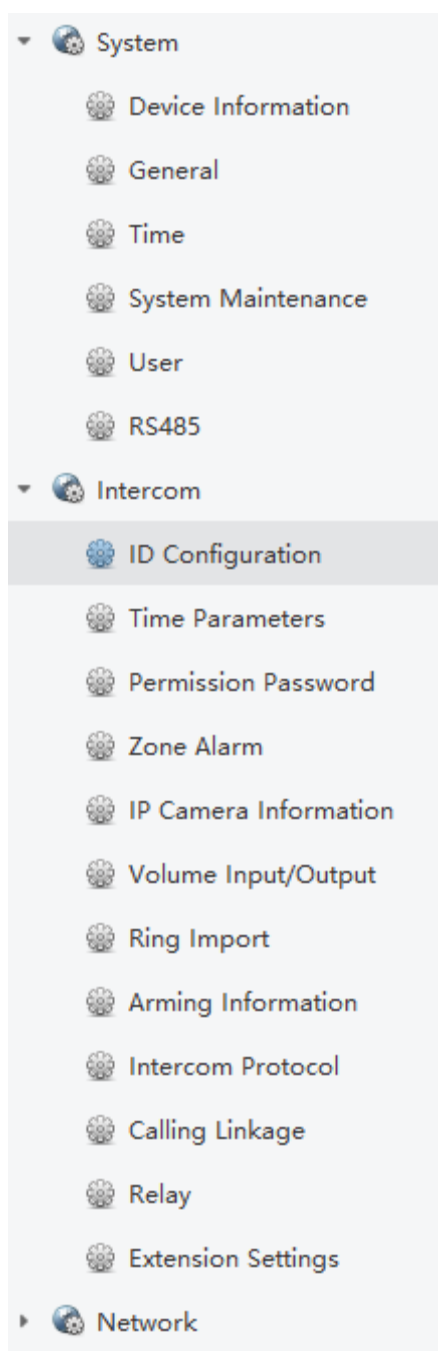 System
Device Information
General
Time
System Maintenance
User
RS485
Intercom
ID Configuration
Time Parameters
Permission Password
Zone Alarm
IP Camera Information
Volume Input/Output
Ring Import
Arming Information
Intercom Protocol
Calling Linkage
Relay
Extension Settings
Network